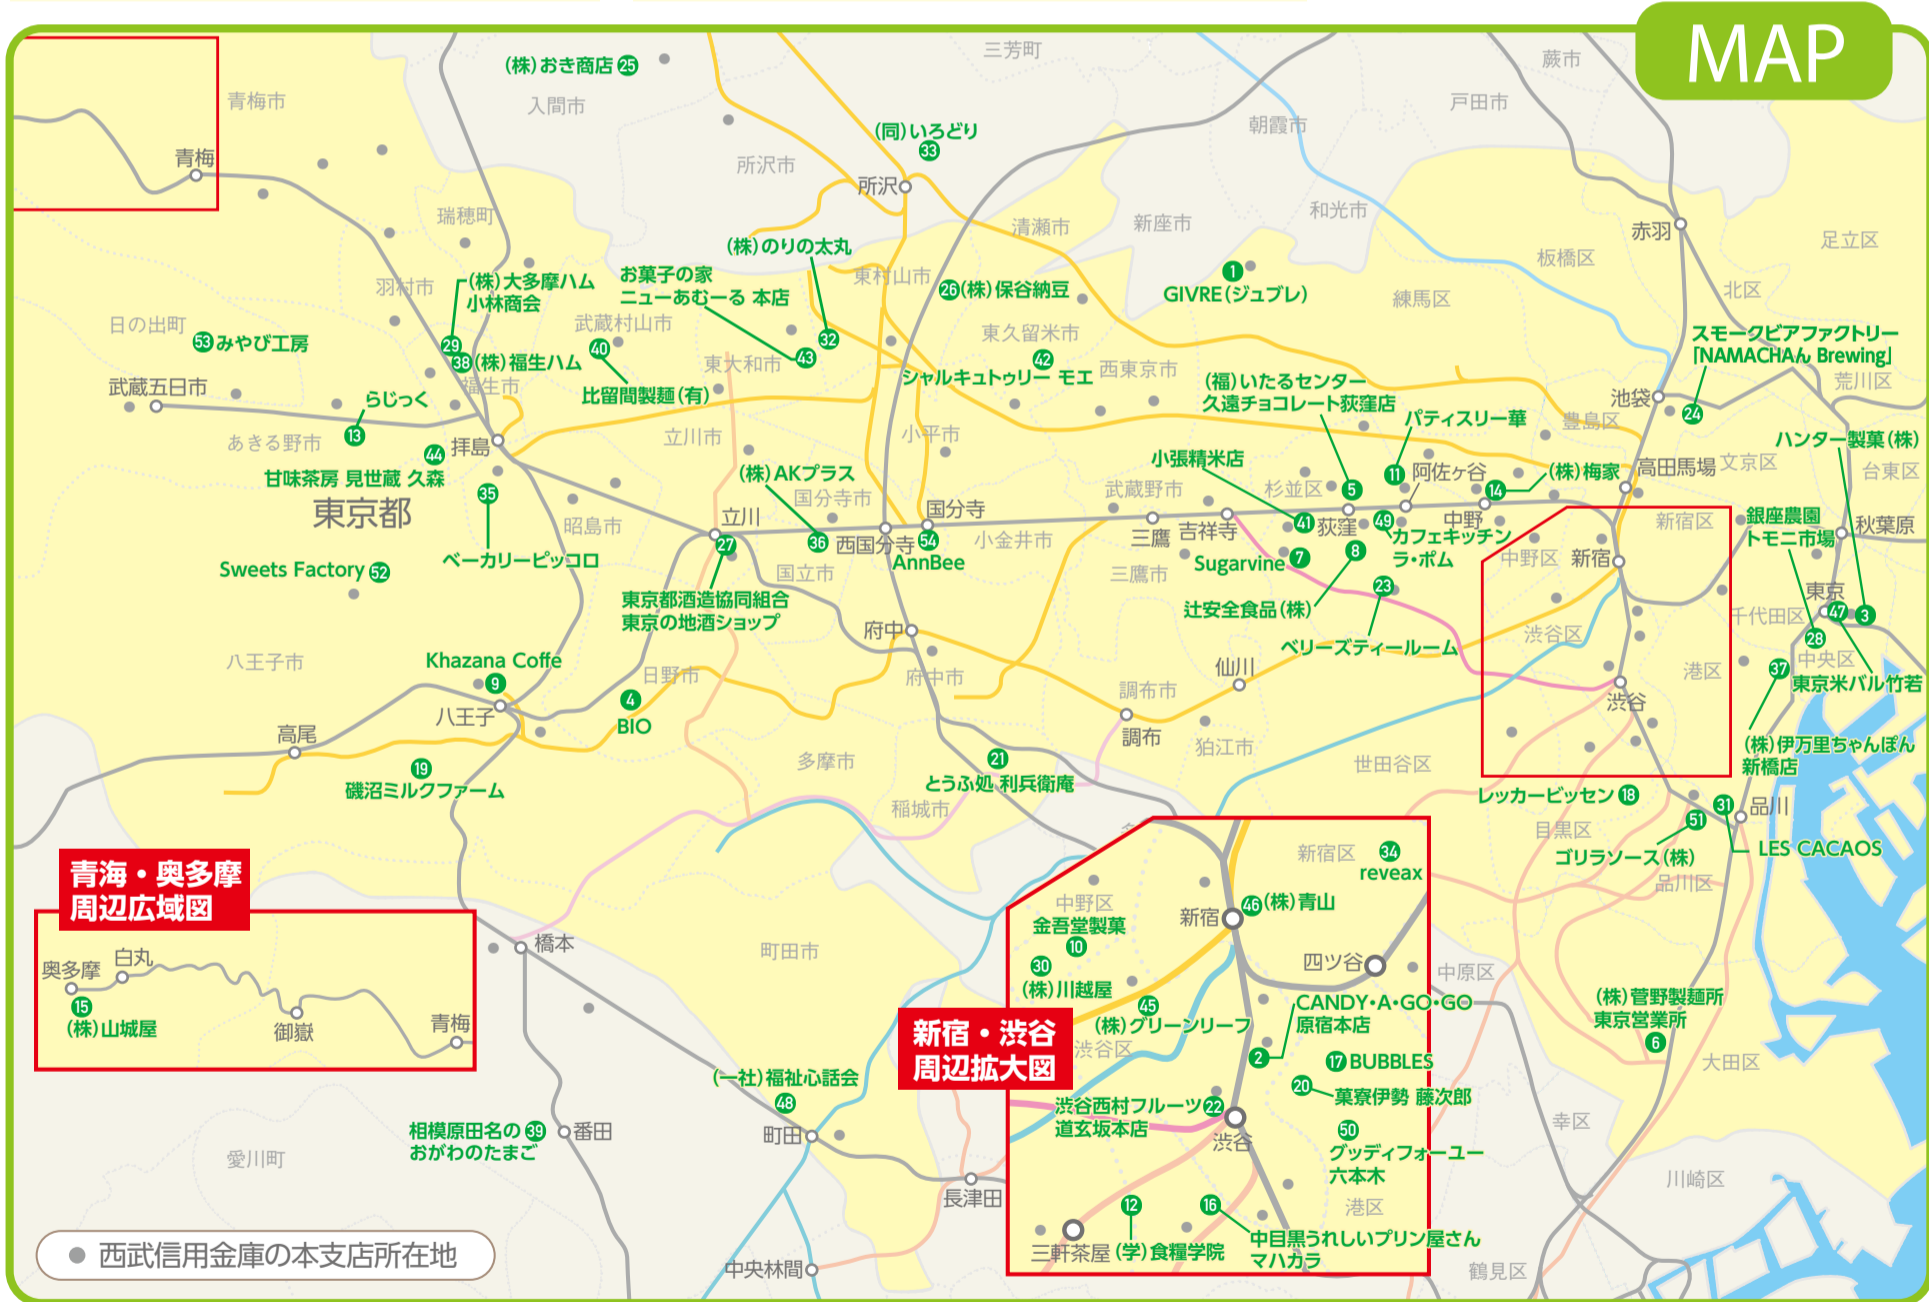 MAP
三芳町
蕨市
(株)おき商店 25
青梅市
入間市
戸田市
朝霞市
(同)いろどり
33
青梅
所沢市
所沢
瑞穂町
和光市
清瀬市
新座市
赤羽
足立区
(株)のりの太丸
板橋区
羽村市
(株)大多摩ハム
小林商会
お菓子の家
ニューあむーる 本店
東村山市
26 (株)保谷納豆
1
GIVRE(ジュブレ)
練馬区
北区
日の出町
53 みやび工房
29
38 (株)福生ハム
武蔵村山市
40
東大和市
43
32
東久留米市
42
シャルキュトゥリー モエ
西東京市
スモークビアファクトリー
「NAMACHAん Brewing」
荒川区
武蔵五日市
福生市
比留間製麺(有)
(福)いたるセンター
久遠チョコレート荻窪店
池袋
24
らじっく
13
パティスリー華
豊島区
あきる野市
44
拝島
立川市
小平市
ハンター製菓(株)
甘味茶房 見世蔵 久森
小張精米店
11
阿佐ヶ谷
(株)梅家
高田馬場
文京区
台東区
(株)AKプラス
35
国分寺市
武蔵野市
杉並区
5
14
東京都
昭島市
立川
国分寺
吉祥寺
41
荻窪
49
中野
新宿区
銀座農園
トモニ市場
秋葉原
27
36
西国分寺
54
AnnBee
小金井市
三鷹
カフェキッチン
ラ・ポム
中野区
新宿
ベーカリーピッコロ
Sweets Factory 52
国立市
三鷹市
Sugarvine 7
8
東京都酒造協同組合
東京の地酒ショップ
辻安全食品(株)
23
東京
47
3
府中
千代田区
渋谷区
28
八王子市
Khazana Coffe
9
ベリーズティールーム
仙川
中央区
37
東京米バル竹若
日野市
府中市
港区
4
BIO
八王子
調布市
渋谷
高尾
調布
狛江市
(株)伊万里ちゃんぽん
新橋店
19
磯沼ミルクファーム
多摩市
21
とうふ処 利兵衛庵
世田谷区
レッカービッセン 18
31
品川
稲城市
51
目黒区
ゴリラソース(株)
LES CACAOS
品川区
青海・奥多摩
周辺広域図
新宿区
34
reveax
中野区
金吾堂製菓
10
新宿
46 (株)青山
橋本
町田市
奥多摩
白丸
30
(株)川越屋
四ツ谷
中原区
15
(株)山城屋
御嶽
青梅
45
(株)グリーンリーフ
CANDY・A・GO・GO
原宿本店
(株)菅野製麺所
東京営業所
6
新宿・渋谷
周辺拡大図
渋谷区
2
17 BUBBLES
大田区
(一社)福祉心話会
48
20
菓寮伊勢 藤次郎
渋谷西村フルーツ
道玄坂本店
22
渋谷
50
グッディフォーユー
六本木
幸区
相模原田名の
おがわのたまご
39
番田
町田
愛川町
長津田
12
16
港区
川崎区
三軒茶屋
(学)食糧学院
中目黒うれしいプリン屋さん
マハカラ
西武信用金庫の本支店所在地
中央林間
鶴見区